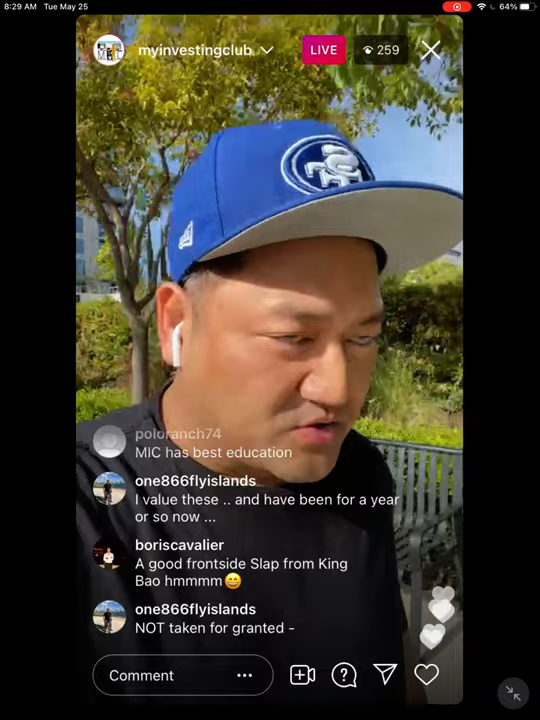 8:29 AM Tue May 25
64%
myinvestingclub
LIVE
259
poloranch74
MIC has best education
one866flyislands
I value these .. and have been for a year
or so now ...
boriscavalier
A good frontside Slap from King
Bao hmmmm😅
one866flyislands
NOT taken for granted -
Comment